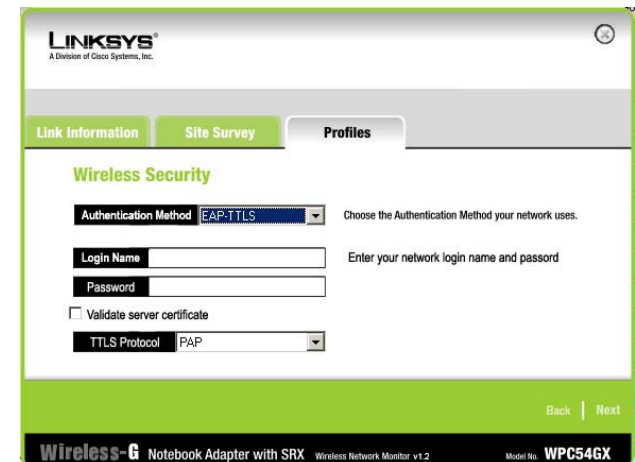 LINKSYS®
A Division of Cisco Systems, Inc.
Link Information Site Survey Profiles
Wireless Security
Authentication Method EAP-TTLS Choose the Authentication Method your network uses.
Login Name Enter your network login name and passord
Password
Validate server certificate
TTLS Protocol PAP
Back Next
Wireless-G Notebook Adapter with SRX Wireless Network Monitor v1.2 Model No. WPC54GX